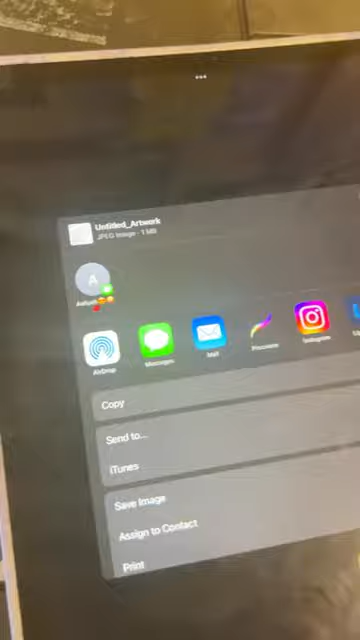 Untitled_Artwork
JPEG Image · 1 MB
A
AirDrop
Messages
Mail
Procreate
Instagram
Copy
Send to...
iTunes
Save Image
Assign to Contact
Print